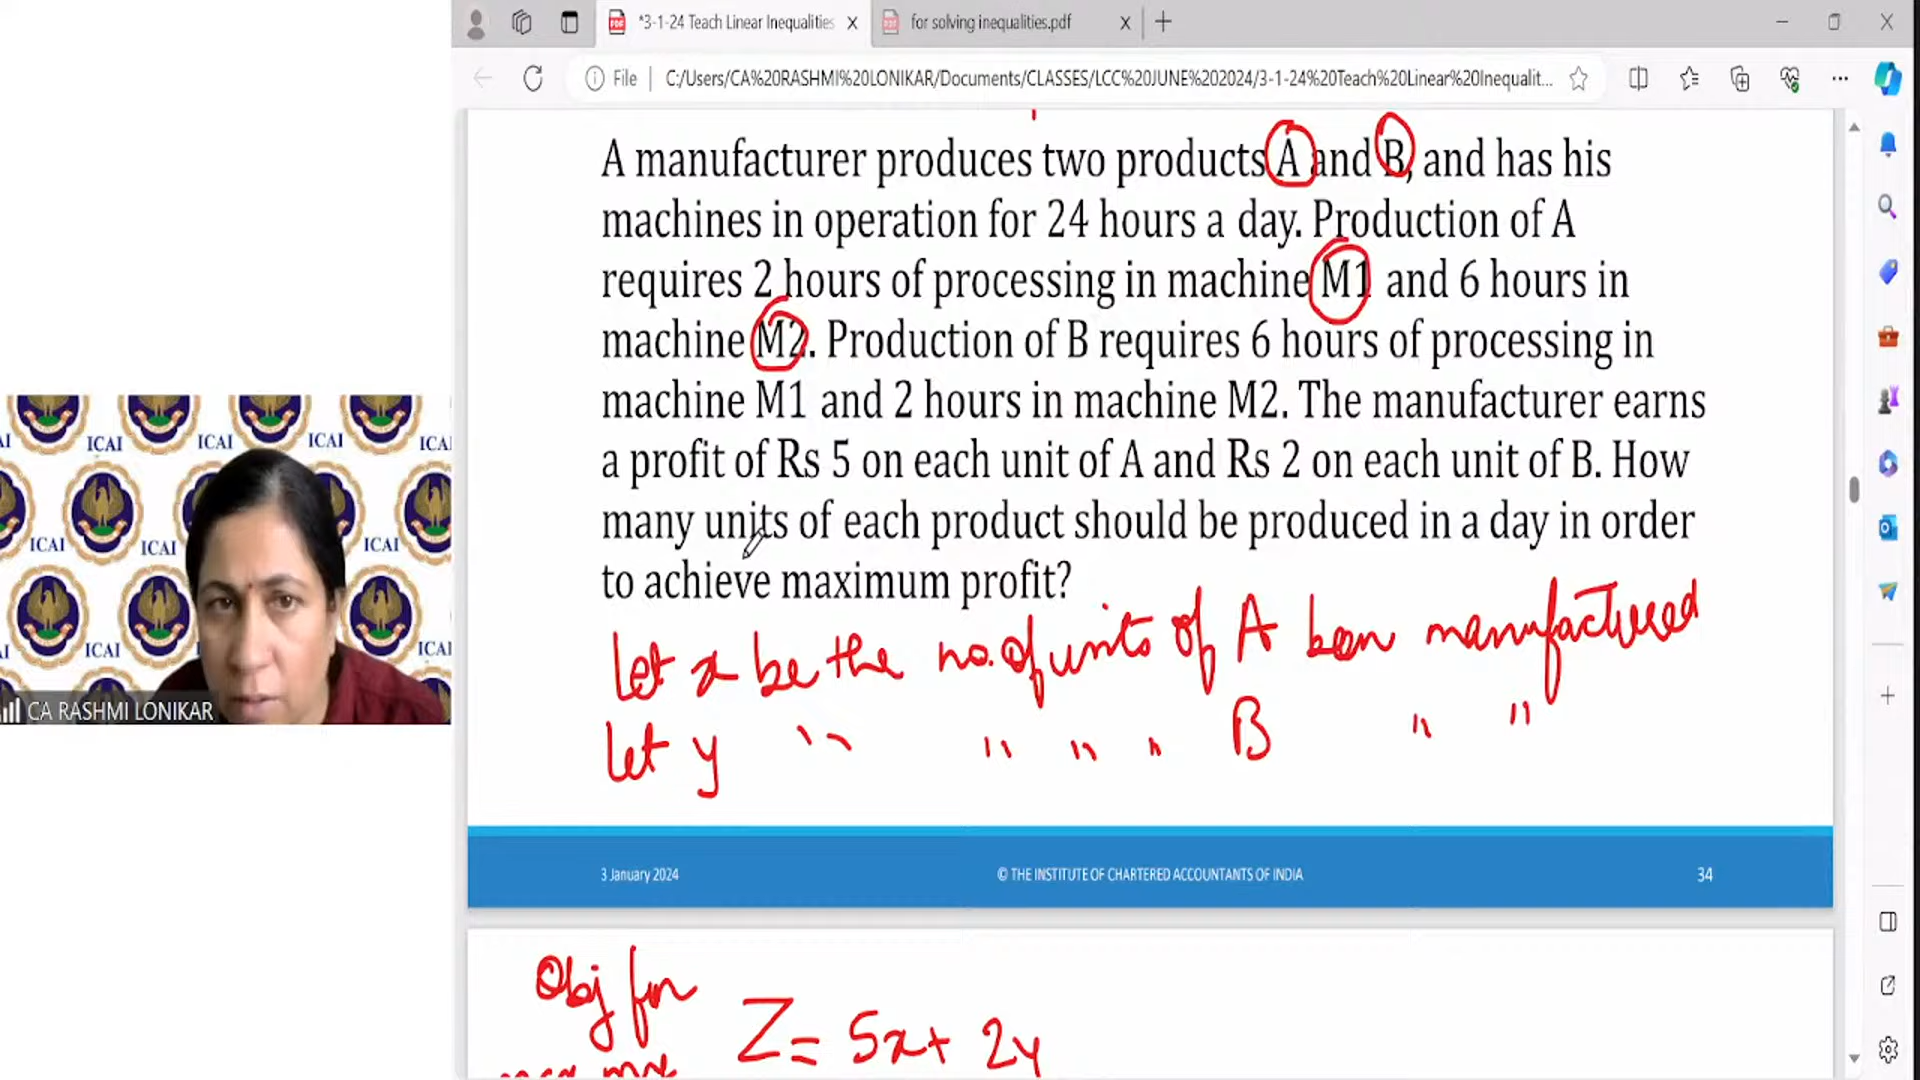 *3-1-24 Teach Linear Inequalities
for solving inequalities.pdf
File
C:/Users/CA%20RASHMI%20LONIKAR/Documents/CLASSES/LCC%20JUNE%202024/3-1-24%20Teach%20Linear%20Inequalit...
A manufacturer produces two products A and B, and has his
machines in operation for 24 hours a day. Production of A
requires 2 hours of processing in machine M1 and 6 hours in
machine M2. Production of B requires 6 hours of processing in
machine M1 and 2 hours in machine M2. The manufacturer earns
a profit of Rs 5 on each unit of A and Rs 2 on each unit of B. How
many units of each product should be produced in a day in order
to achieve maximum profit?
let x be the no. of units of A manufactured
let y " " " " B " "
3 January 2024
© THE INSTITUTE OF CHARTERED ACCOUNTANTS OF INDIA
34
Obj
Z = 5x + 2y
ICAI ICAI ICAI ICAI
ICAI ICAI
ICAI ICAI
CA RASHMI LONIKAR